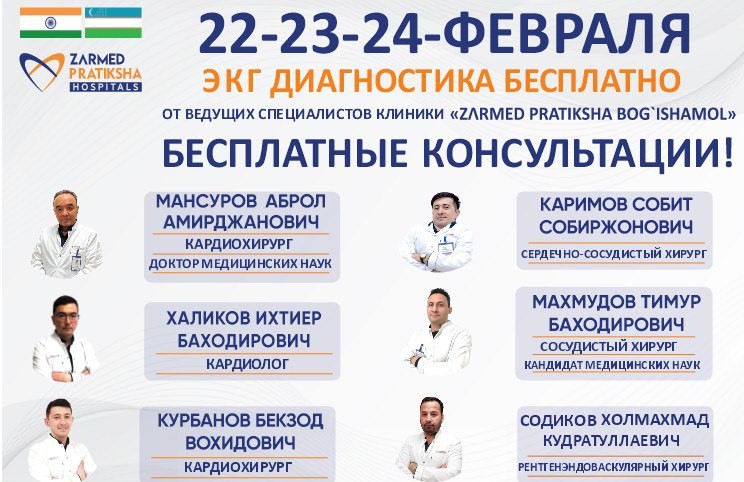 ZARMED
PRATIKSHA
HOSPITALS
22-23-24-ФЕВРАЛЯ
ЭКГ ДИАГНОСТИКА БЕСПЛАТНО
ОТ ВЕДУЩИХ СПЕЦИАЛИСТОВ КЛИНИКИ «ZARMED PRATIKSHA BOG`ISHAMOL»
БЕСПЛАТНЫЕ КОНСУЛЬТАЦИИ!
МАНСУРОВ АБРОЛ
АМИРДЖАНОВИЧ
КАРДИОХИРУРГ
ДОКТОР МЕДИЦИНСКИХ НАУК
КАРИМОВ СОБИТ
СОБИРЖОНОВИЧ
СЕРДЕЧНО-СОСУДИСТЫЙ ХИРУРГ
ХАЛИКОВ ИХТИЕР
БАХОДИРОВИЧ
КАРДИОЛОГ
МАХМУДОВ ТИМУР
БАХОДИРОВИЧ
СОСУДИСТЫЙ ХИРУРГ
КАНДИДАТ МЕДИЦИНСКИХ НАУК
КУРБАНОВ БЕКЗОД
ВОХИДОВИЧ
КАРДИОХИРУРГ
СОДИКОВ ХОЛМАХМАД
КУДРАТУЛЛАЕВИЧ
РЕНТГЕНЭНДОВАСКУЛЯРНЫЙ ХИРУРГ